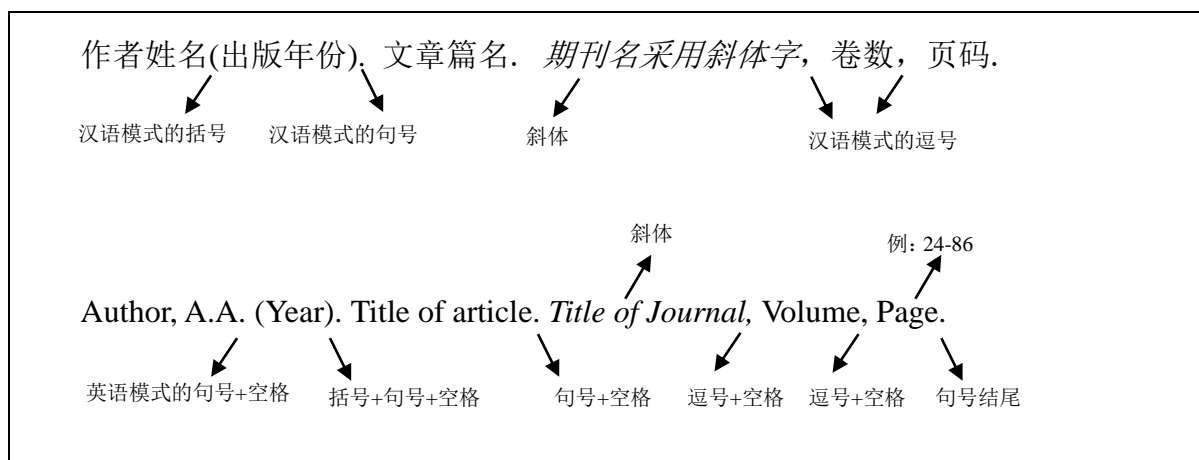 作者姓名(出版年份). 文章篇名. 期刊名采用斜体字，卷数，页码.
汉语模式的括号 汉语模式的句号 斜体 汉语模式的逗号
斜体 例: 24-86
Author, A.A. (Year). Title of article. Title of Journal, Volume, Page.
英语模式的句号+空格 括号+句号+空格 句号+空格 逗号+空格 逗号+空格 句号结尾